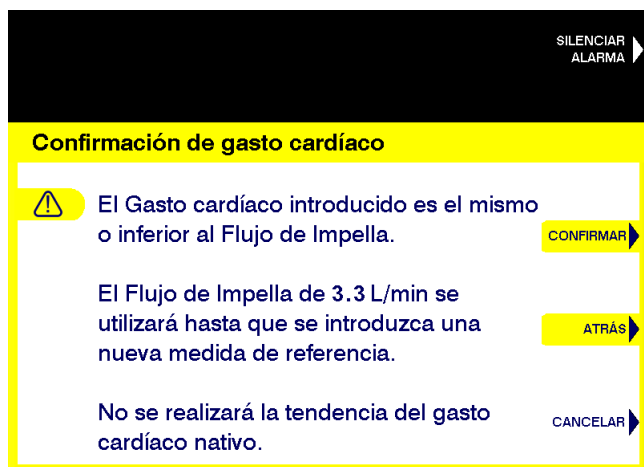 SILENCIAR
ALARMA
Confirmación de gasto cardíaco
El Gasto cardíaco introducido es el mismo
o inferior al Flujo de Impella.
CONFIRMAR
El Flujo de Impella de 3.3 L/min se
utilizará hasta que se introduzca una
nueva medida de referencia.
ATRÁS
No se realizará la tendencia del gasto
cardíaco nativo.
CANCELAR